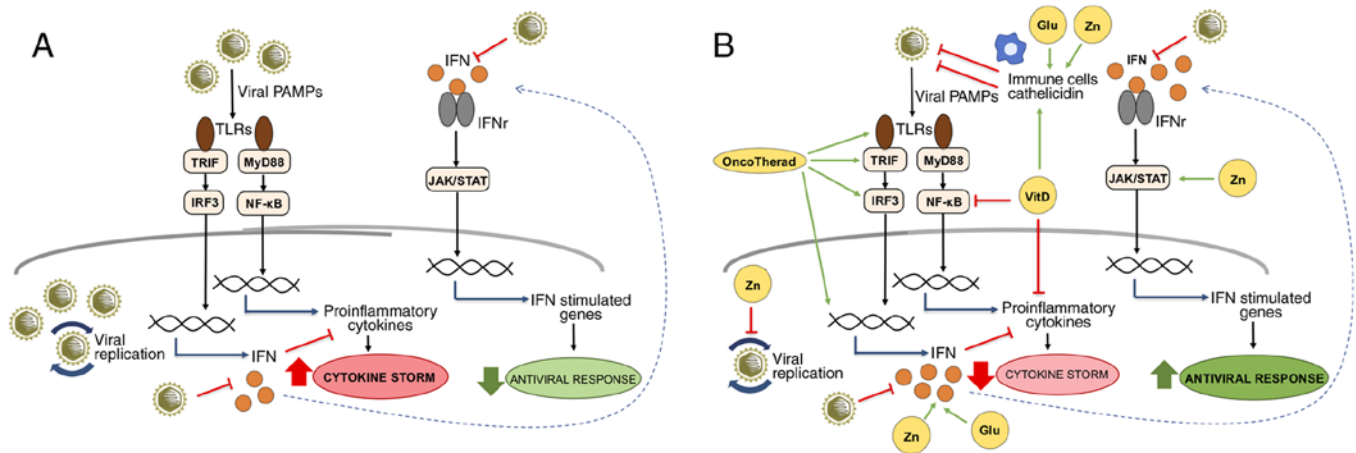 A
IFN
Viral PAMPs
TLRs
IFNr
TRIF
MyD88
JAK/STAT
IRF3
NF-κB
Proinflammatory
cytokines
IFN stimulated
genes
Viral
replication
IFN
CYTOKINE STORM
ANTIVIRAL RESPONSE
B
Glu
Zn
IFN
Immune cells
cathelicidin
Viral PAMPs
TLRs
IFNr
OncoTherad
TRIF
MyD88
JAK/STAT
Zn
IRF3
NF-κB
VitD
Zn
Proinflammatory
cytokines
IFN stimulated
genes
Viral
replication
IFN
CYTOKINE STORM
ANTIVIRAL RESPONSE
Zn
Glu